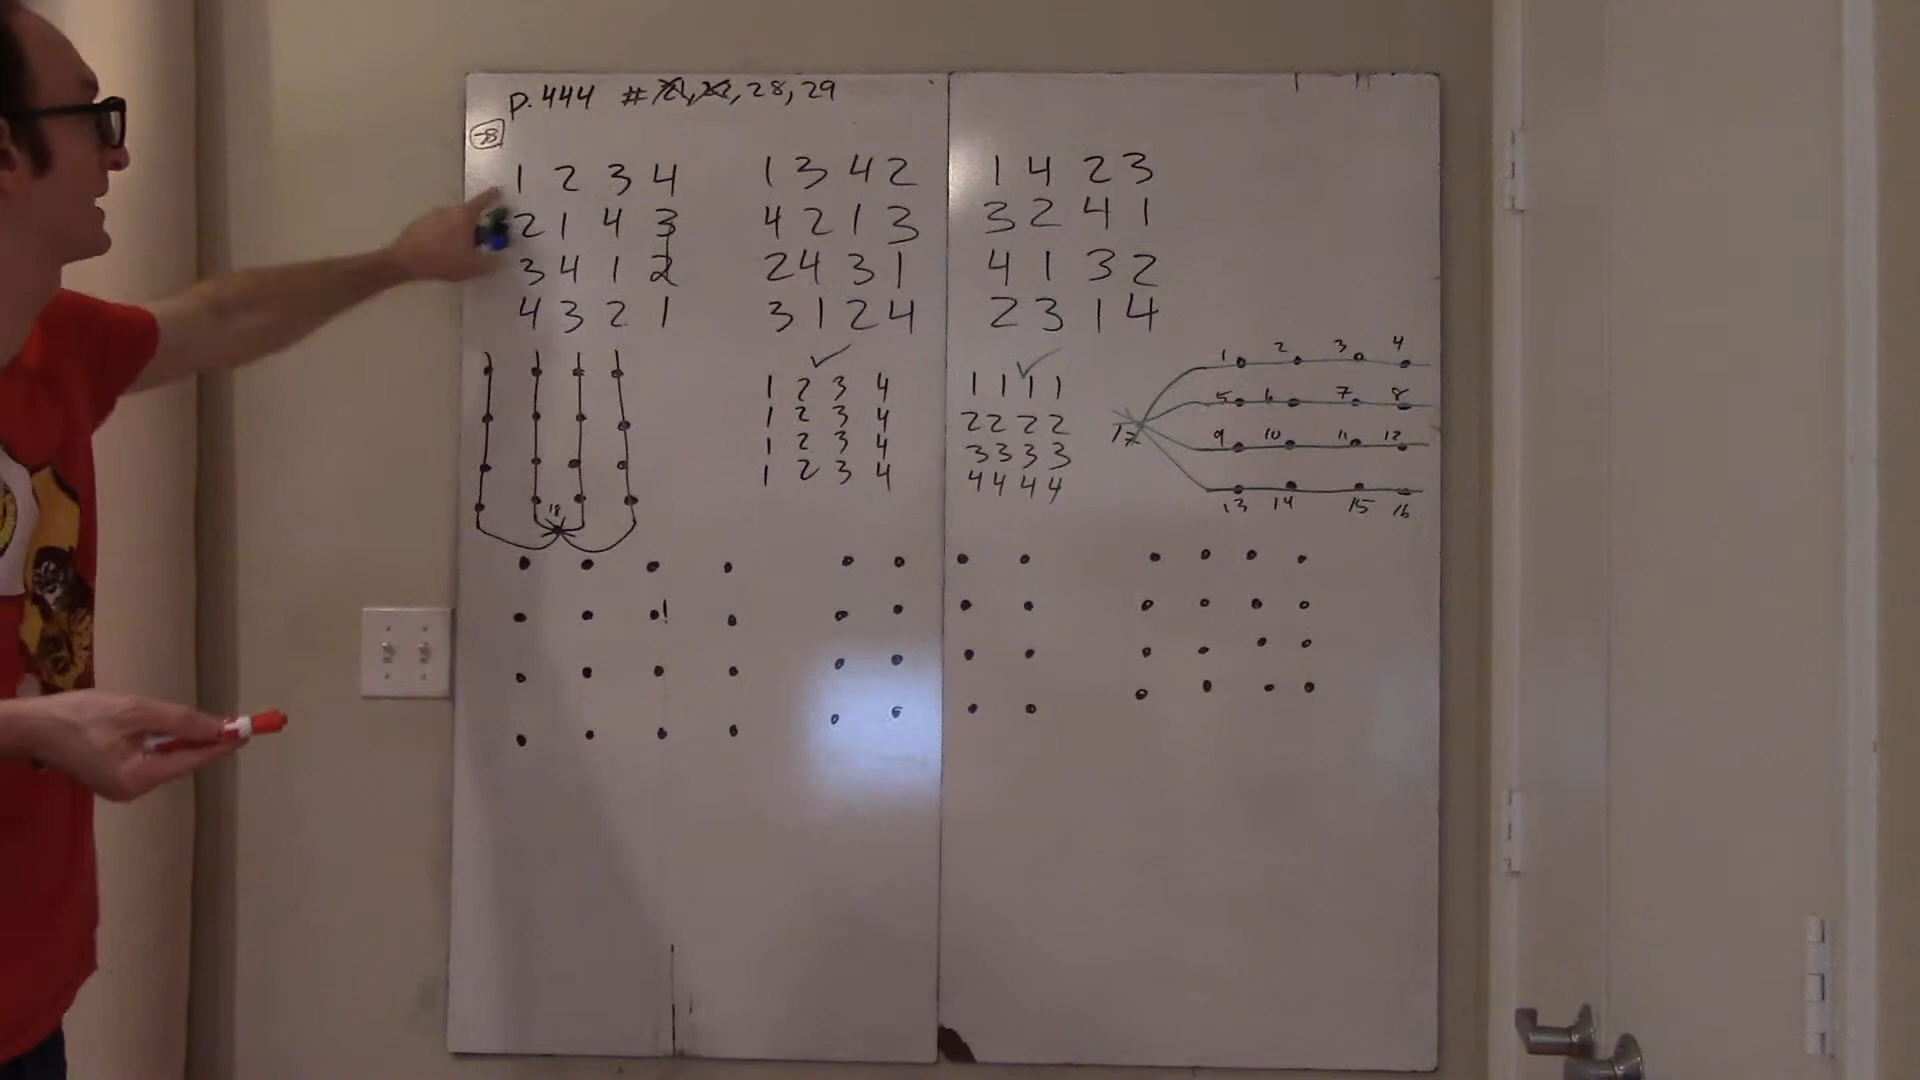 p.444 #21, 22, 28, 29
28
1 2 3 4
2 1 4 3
3 4 1 2
4 3 2 1
1 3 4 2
4 2 1 3
2 4 3 1
3 1 2 4
1 4 2 3
3 2 4 1
4 1 3 2
2 3 1 4
18
✓
1 2 3 4
1 2 3 4
1 2 3 4
1 2 3 4
✓
1 1 1 1
2 2 2 2
3 3 3 3
4 4 4 4
1 2 3 4
5 6 7 8
17
9 10 11 12
13 14 15 16
!